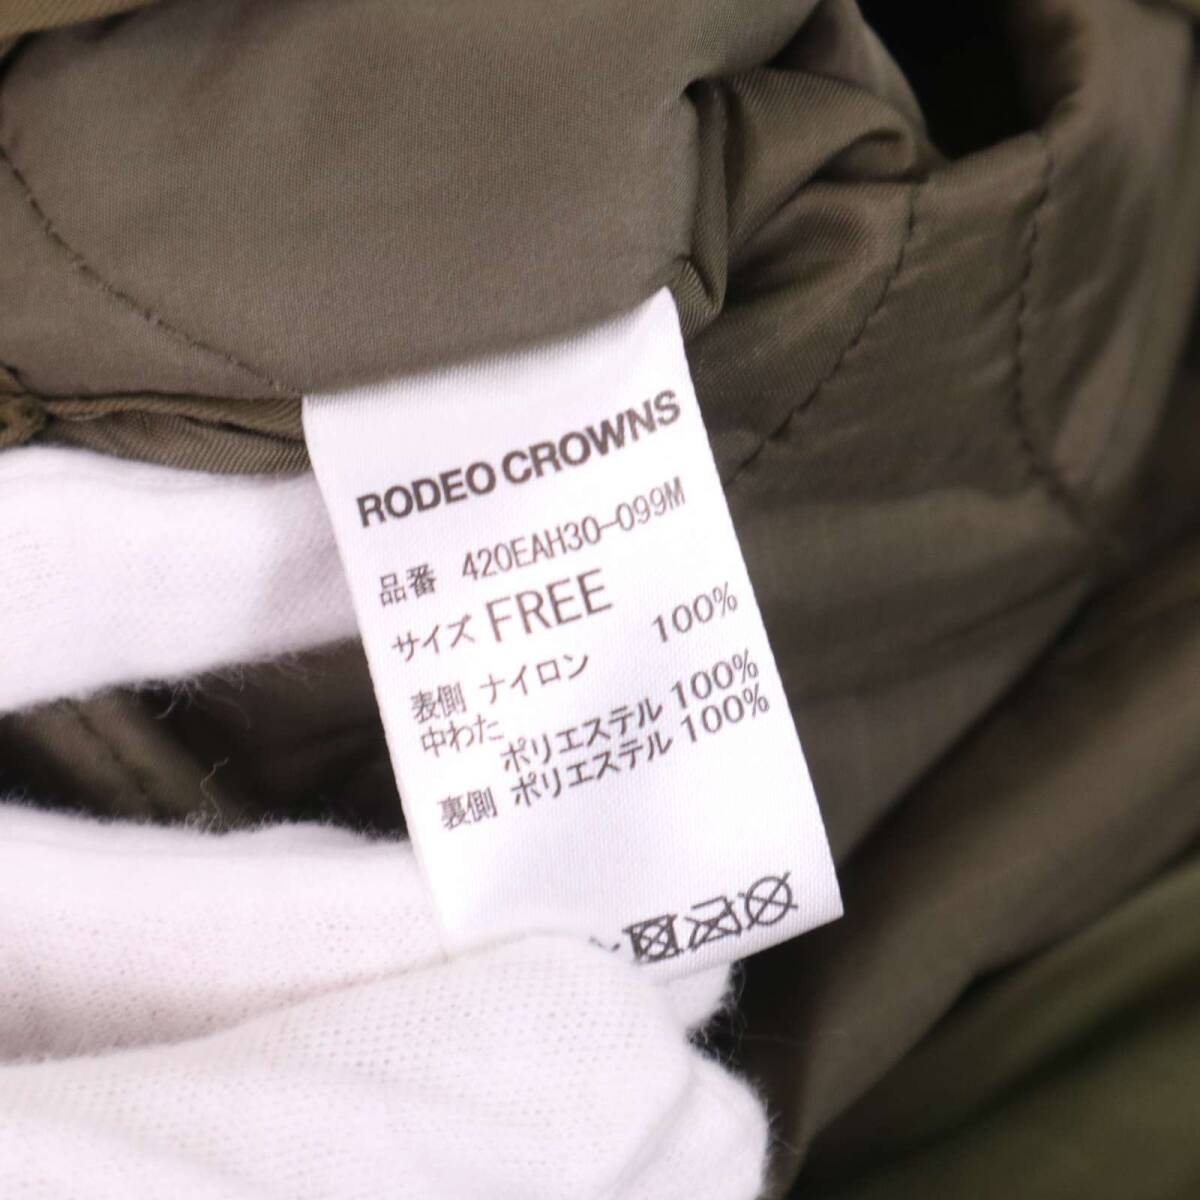 RODEO CROWNS
品番 420EAH30-099M
サイズ FREE
表側 ナイロン 100%
中わた
ポリエステル 100%
裏側 ポリエステル 100%